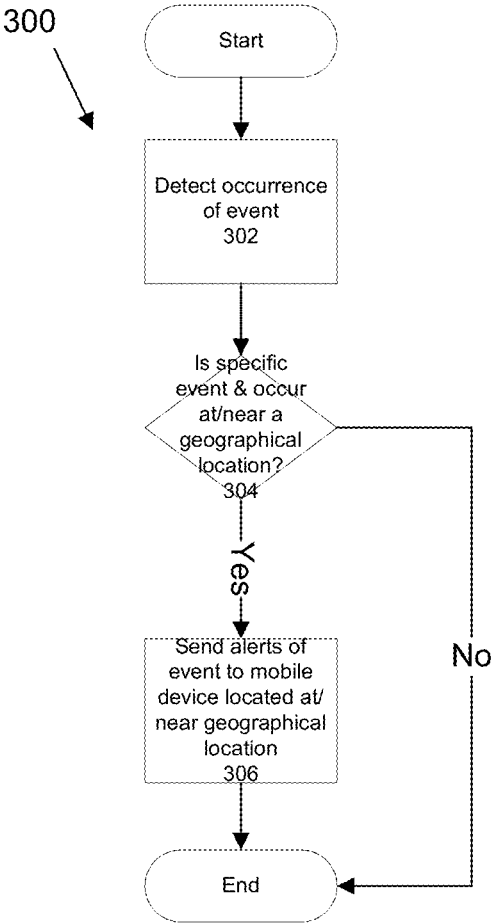 300
Start
Detect occurrence
of event
302
Is specific
event & occur
at/near a
geographical
location?
304
Yes
No
Send alerts of
event to mobile
device located at/
near geographical
location
306
End